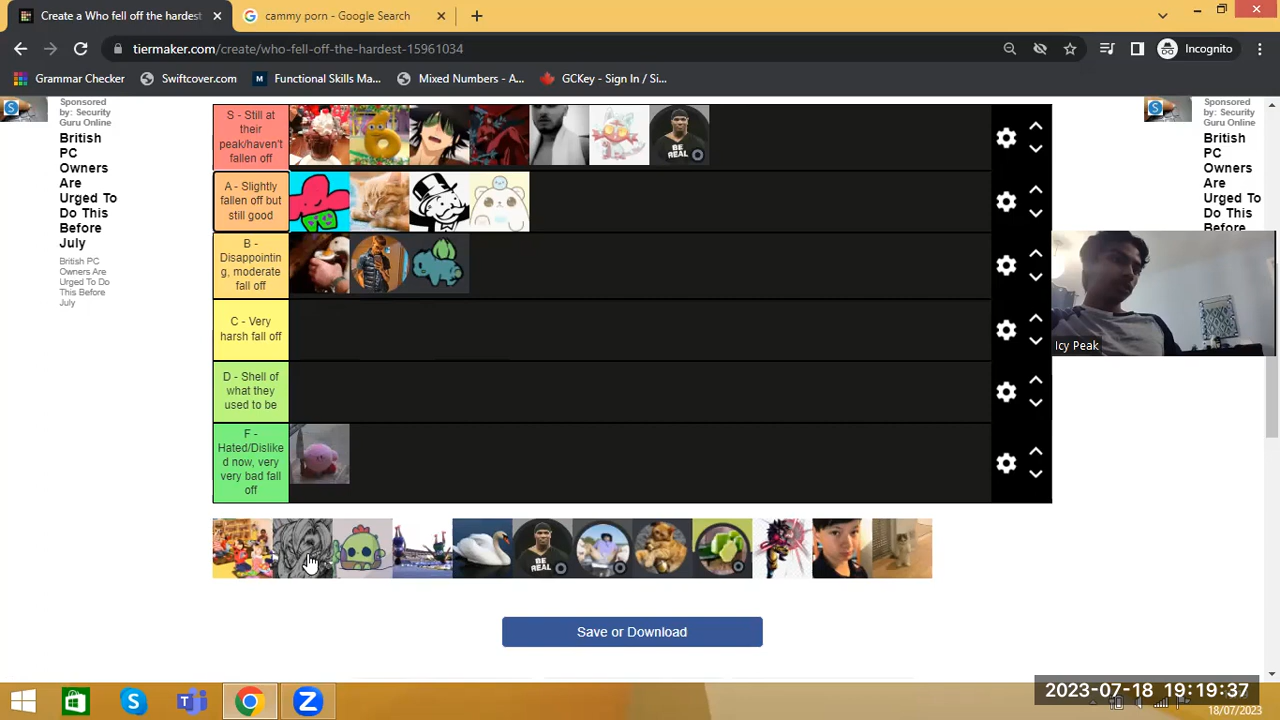 Create a Who fell off the hardest
cammy porn - Google Search
tiermaker.com/create/who-fell-off-the-hardest-15961034
Incognito
Grammar Checker
Swiftcover.com
Functional Skills Ma...
Mixed Numbers - A...
GCKey - Sign In / Si...
Sponsored
by: Security
Guru Online
British
PC
Owners
Are
Urged To
Do This
Before
July
British PC
Owners Are
Urged To Do
This Before
July
S - Still at
their
peak/haven't
fallen off
A - Slightly
fallen off but
still good
B -
Disappointin
g, moderate
fall off
C - Very
harsh fall off
D - Shell of
what they
used to be
F -
Hated/Dislike
d now, very
very bad fall
off
BE
REAL
BE
REAL
Save or Download
Sponsored
by: Security
Guru Online
British
PC
Owners
Are
Urged To
Do This
Before
Icy Peak
2023-07-18 19:19:37
18/07/2023